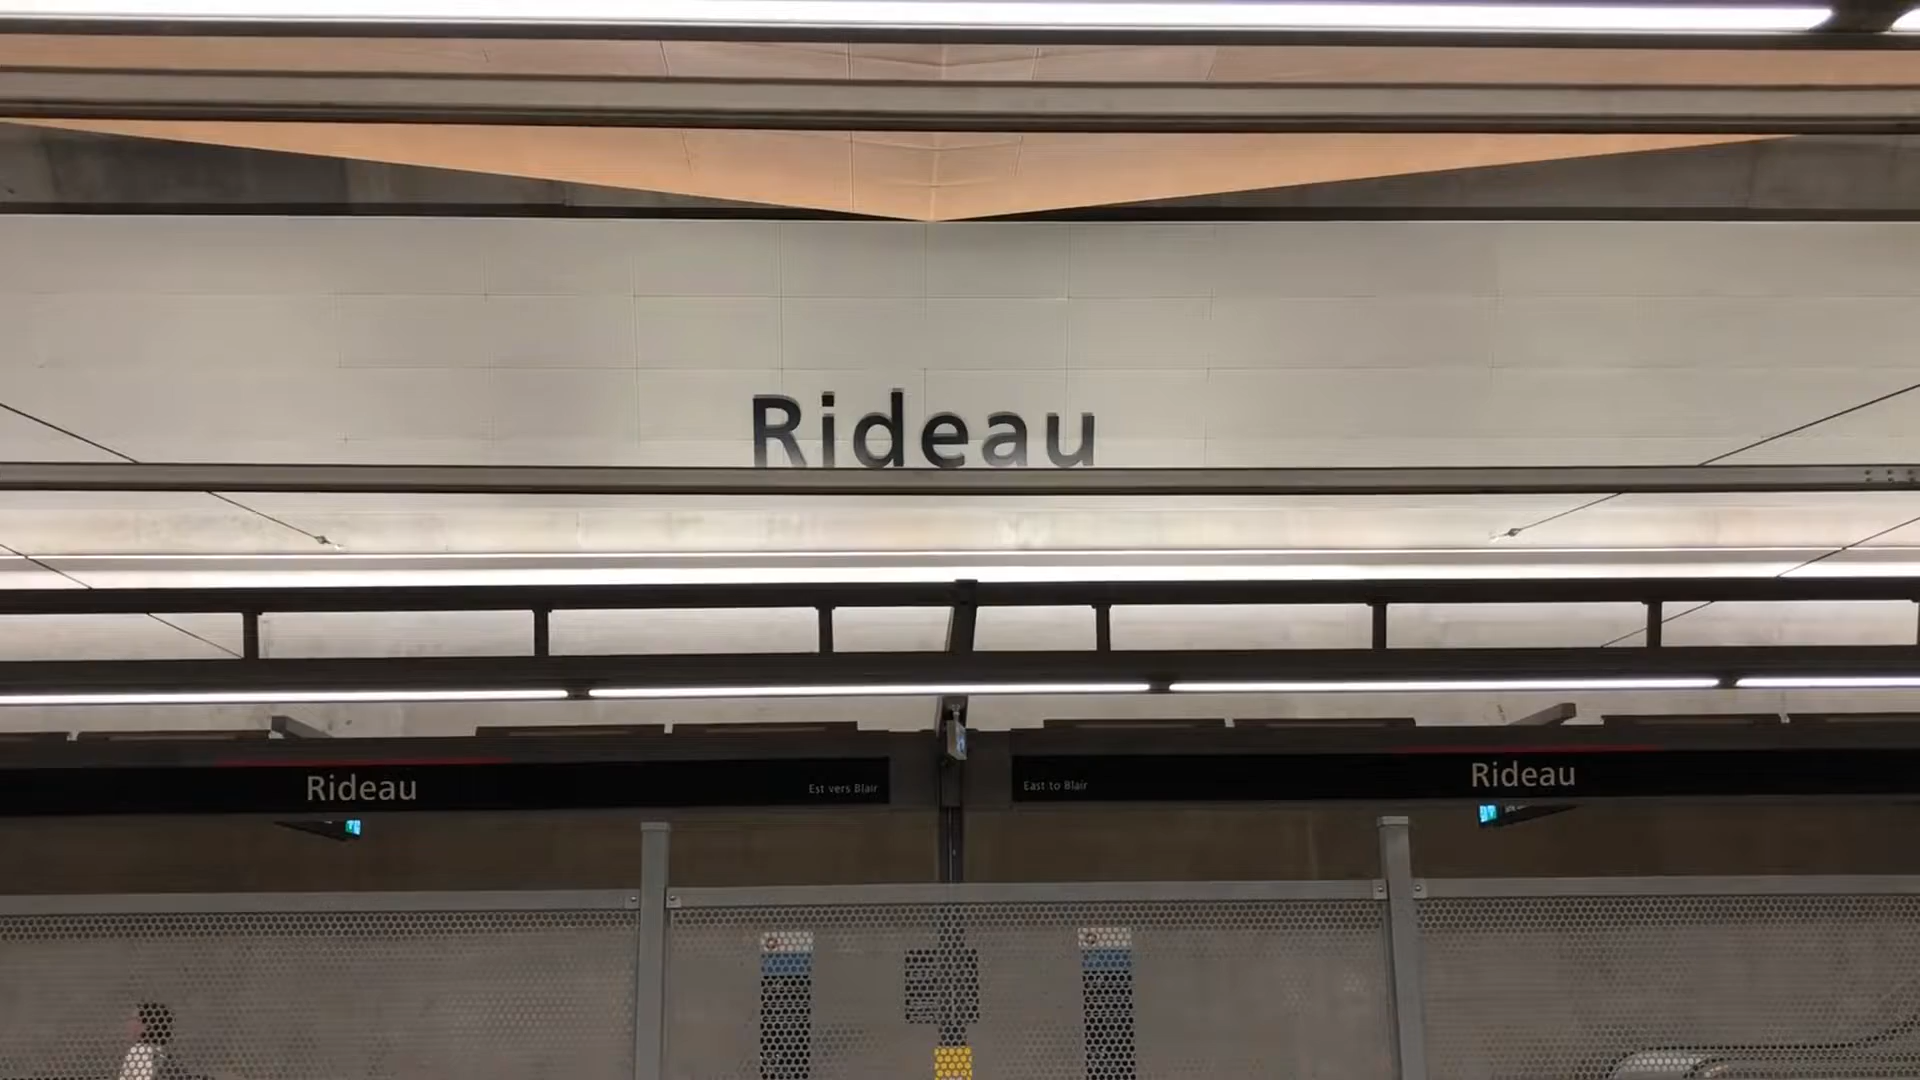 Rideau
Rideau
Est vers Blair
East to Blair
Rideau